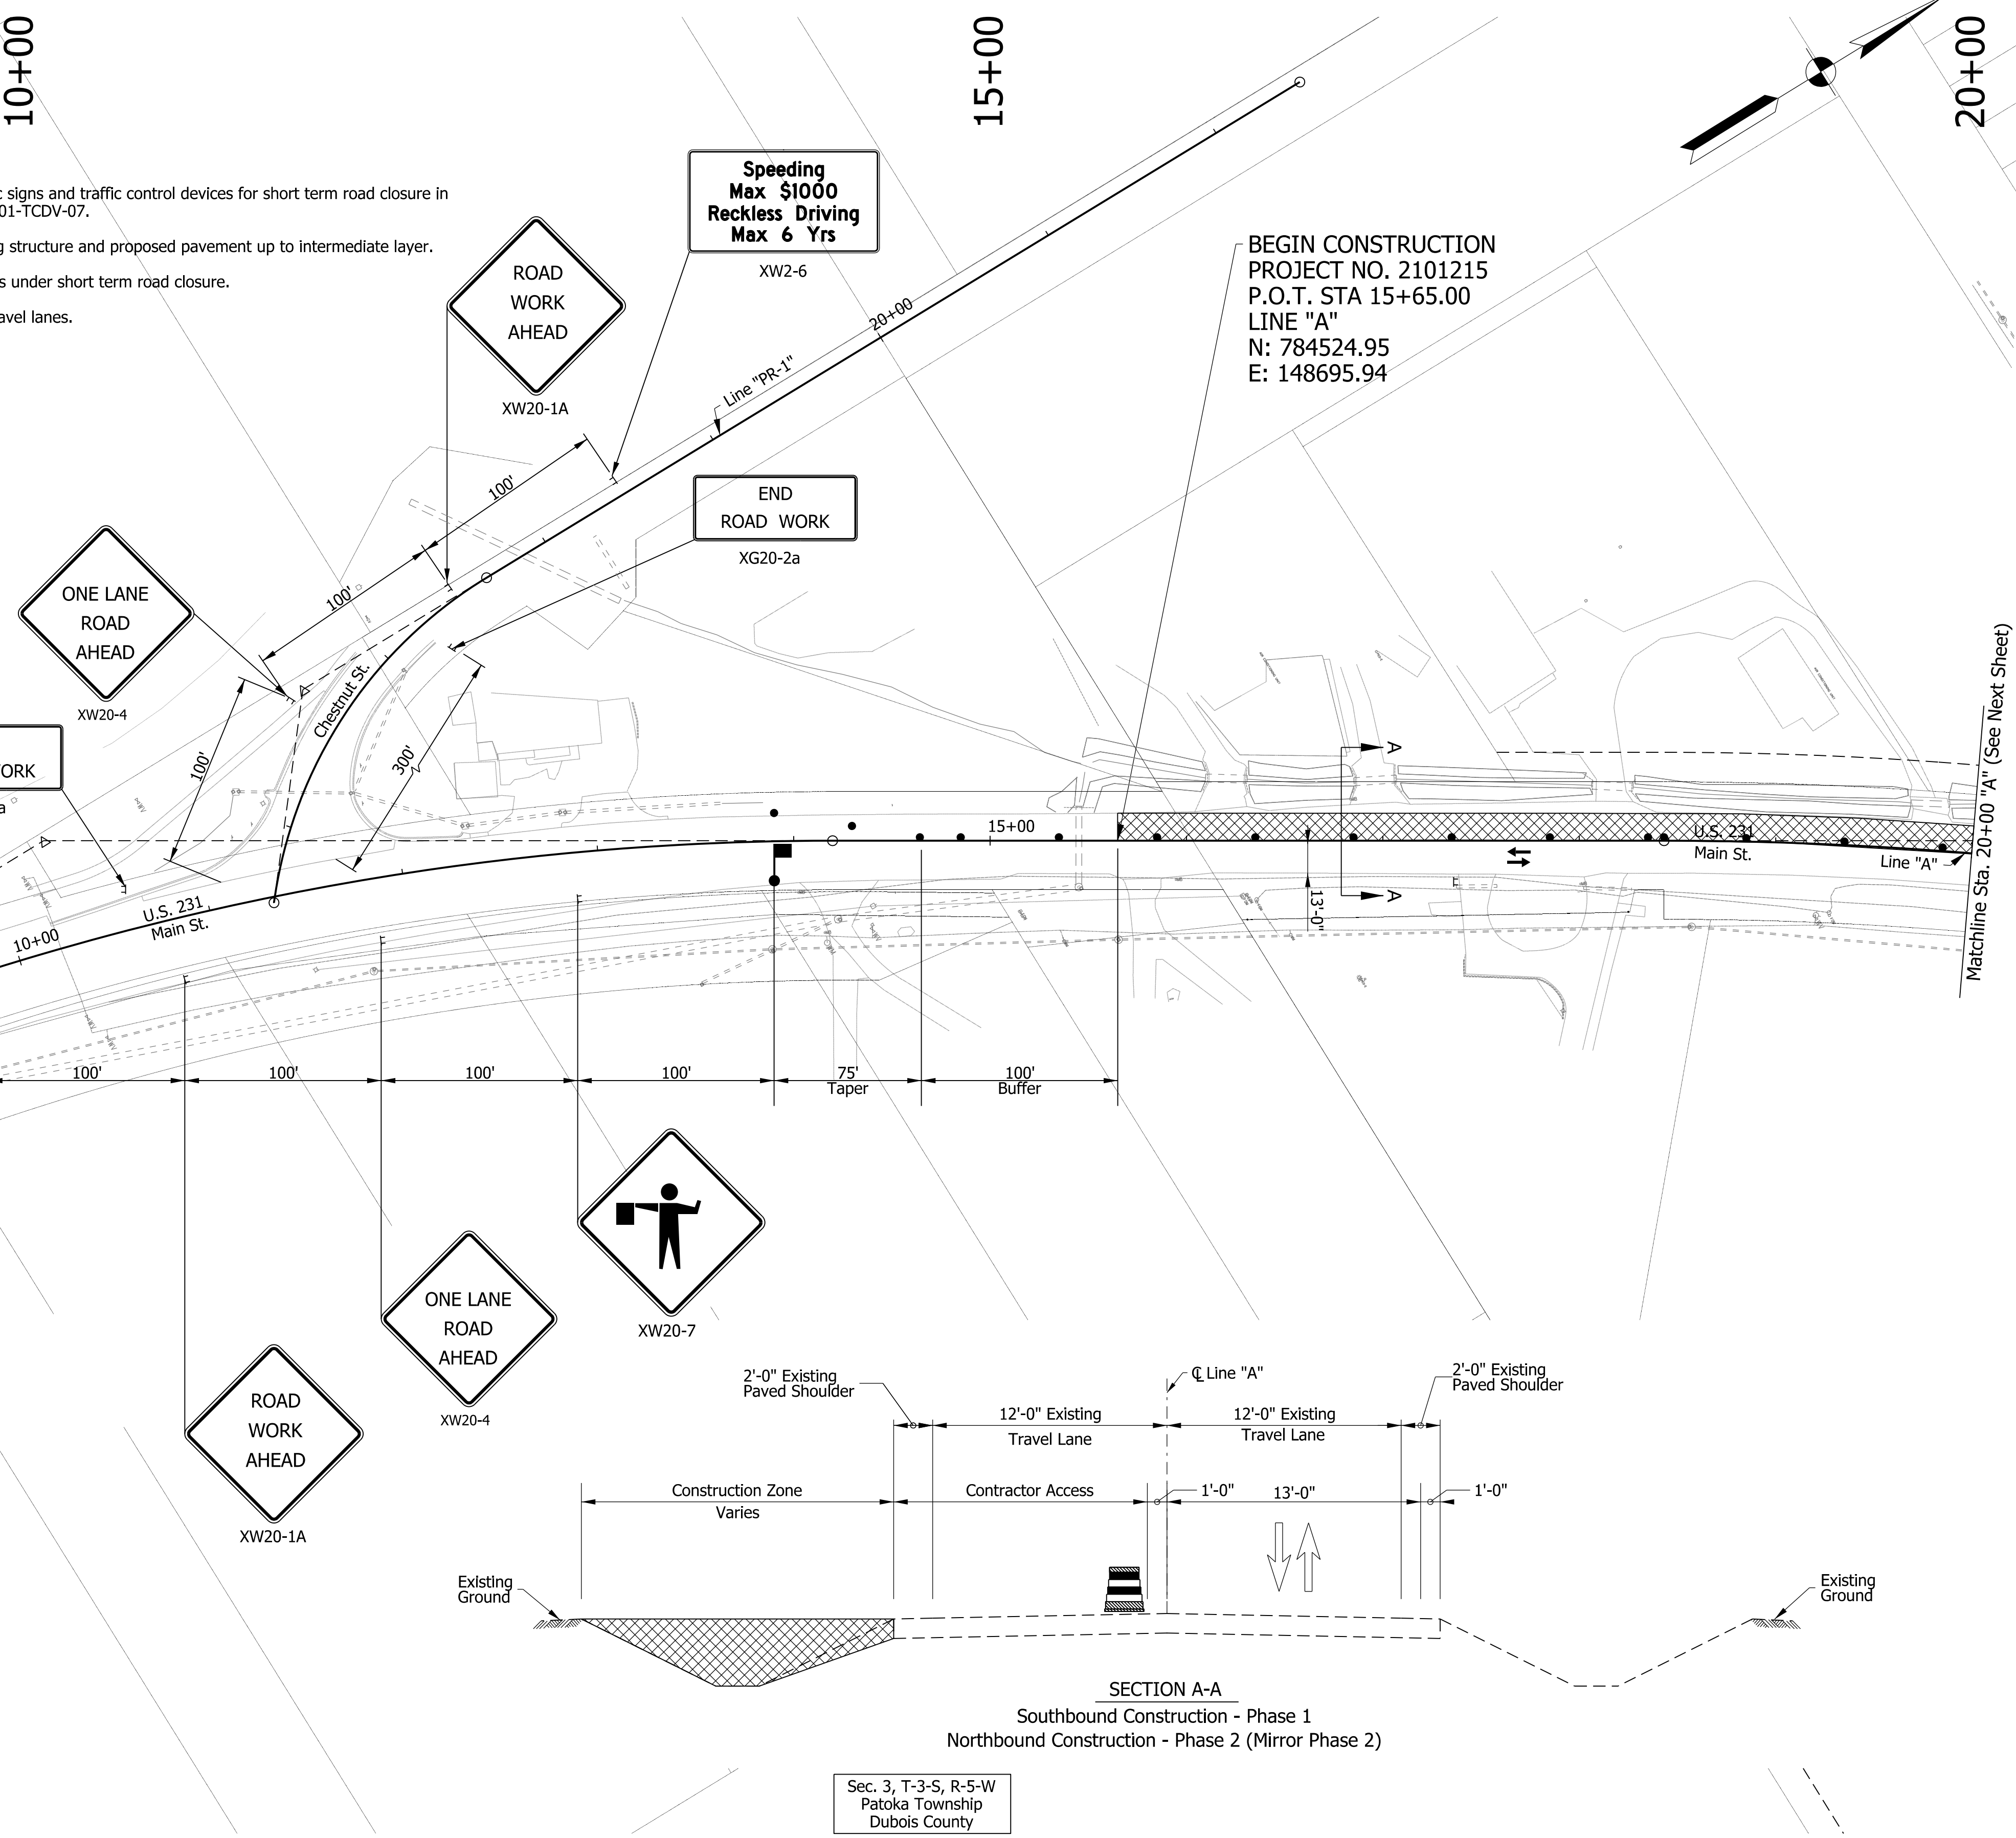 10+00
15+00
20+00
signs and traffic control devices for short term road closure in
01-TCDV-07.
structure and proposed pavement up to intermediate layer.
under short term road closure.
lanes.
Speeding
Max $1000
Reckless Driving
Max 6 Yrs
XW2-6
ROAD
WORK
AHEAD
XW20-1A
BEGIN CONSTRUCTION
PROJECT NO. 2101215
P.O.T. STA 15+65.00
LINE "A"
N: 784524.95
E: 148695.94
20+00
Line "PR-1"
100'
END
ROAD WORK
XG20-2a
100'
ONE LANE
ROAD
AHEAD
XW20-4
Chestnut St.
100'
300'
ORK
a
15+00
A
A
13'-0"
U.S. 231
Main St.
Line "A"
Matchline Sta. 20+00 "A" (See Next Sheet)
U.S. 231
Main St.
10+00
100'
100'
100'
100'
75'
Taper
100'
Buffer
XW20-7
ONE LANE
ROAD
AHEAD
XW20-4
ROAD
WORK
AHEAD
XW20-1A
2'-0" Existing
Paved Shoulder
℄ Line "A"
2'-0" Existing
Paved Shoulder
12'-0" Existing
Travel Lane
12'-0" Existing
Travel Lane
Construction Zone
Varies
Contractor Access
1'-0"
13'-0"
1'-0"
Existing
Ground
Existing
Ground
SECTION A-A
Southbound Construction - Phase 1
Northbound Construction - Phase 2 (Mirror Phase 2)
Sec. 3, T-3-S, R-5-W
Patoka Township
Dubois County